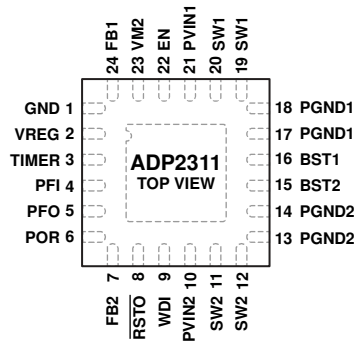 24 FB1
23 VM2
22 EN
21 PVIN1
20 SW1
19 SW1
GND 1
VREG 2
TIMER 3
PFI 4
PFO 5
POR 6
ADP2311
TOP VIEW
18 PGND1
17 PGND1
16 BST1
15 BST2
14 PGND2
13 PGND2
FB2 7
RSTO 8
WDI 9
PVIN2 10
SW2 11
SW2 12